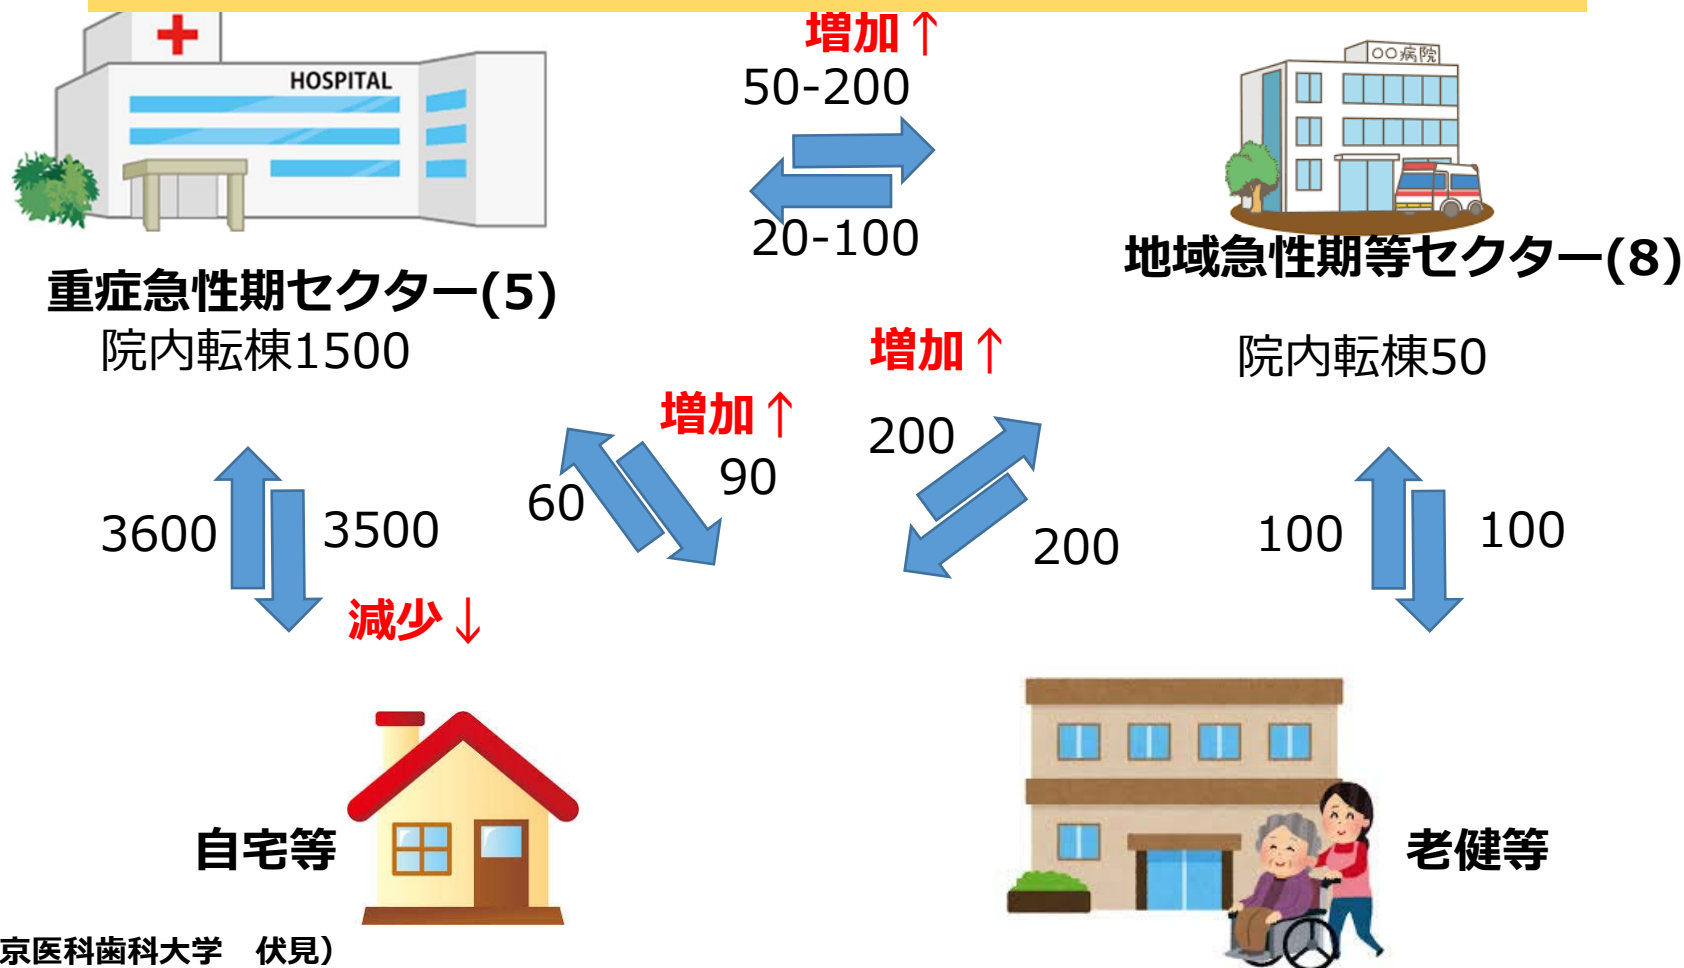 増加↑
50-200
HOSPITAL
○○病院
20-100
重症急性期セクター(5)
地域急性期等セクター(8)
院内転棟1500
院内転棟50
増加↑
増加↑
200
90
60
3600
3500
200
100
100
減少↓
自宅等
老健等
京医科歯科大学 伏見）